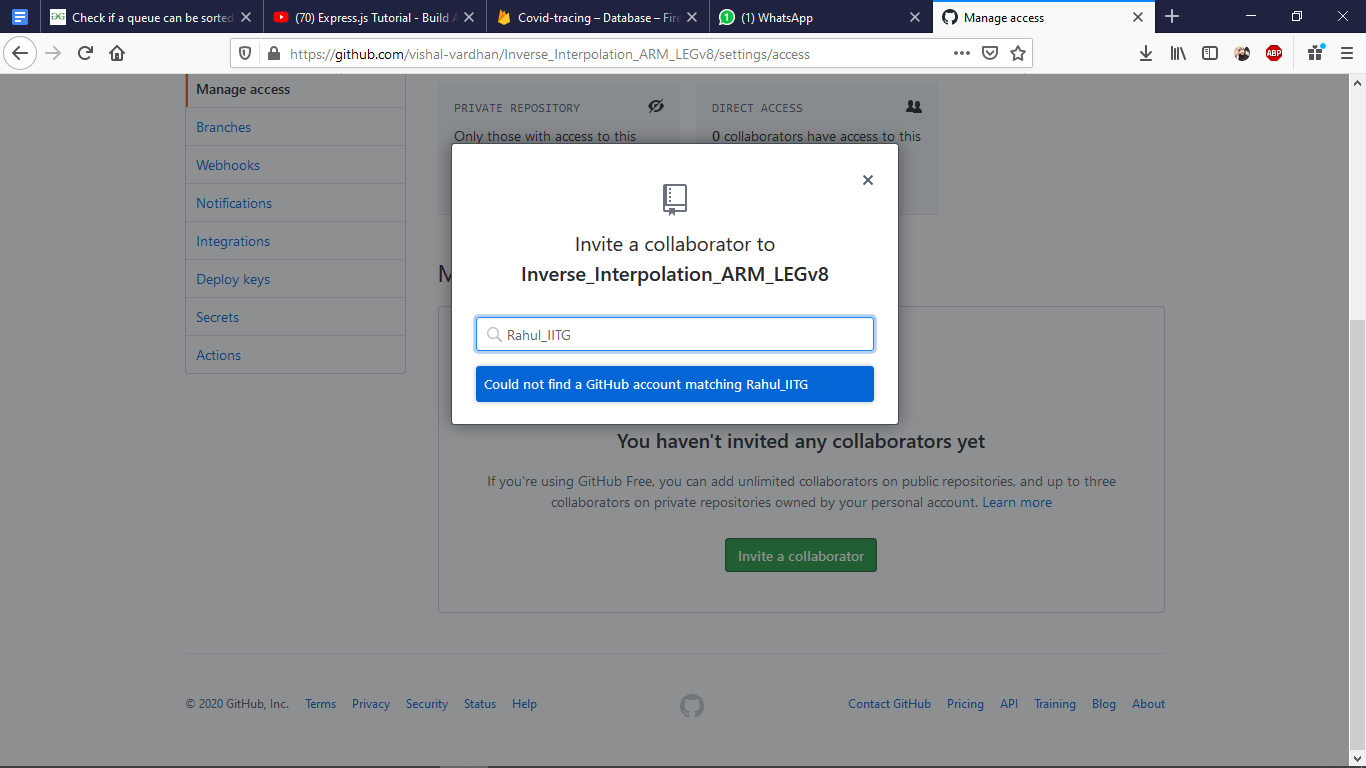 Check if a queue can be sorted
(70) Express.js Tutorial - Build A
Covid-tracing – Database – Fire
(1) WhatsApp
Manage access
https://github.com/vishal-vardhan/Inverse_Interpolation_ARM_LEGv8/settings/access
ABP
Manage access
Branches
Webhooks
Notifications
Integrations
Deploy keys
Secrets
Actions
PRIVATE REPOSITORY
Only those with access to this
DIRECT ACCESS
0 collaborators have access to this
M
Invite a collaborator to
Inverse_Interpolation_ARM_LEGv8
Rahul_IITG
Could not find a GitHub account matching Rahul_IITG
You haven't invited any collaborators yet
If you're using GitHub Free, you can add unlimited collaborators on public repositories, and up to three
collaborators on private repositories owned by your personal account. Learn more
Invite a collaborator
© 2020 GitHub, Inc. Terms Privacy Security Status Help
Contact GitHub Pricing API Training Blog About